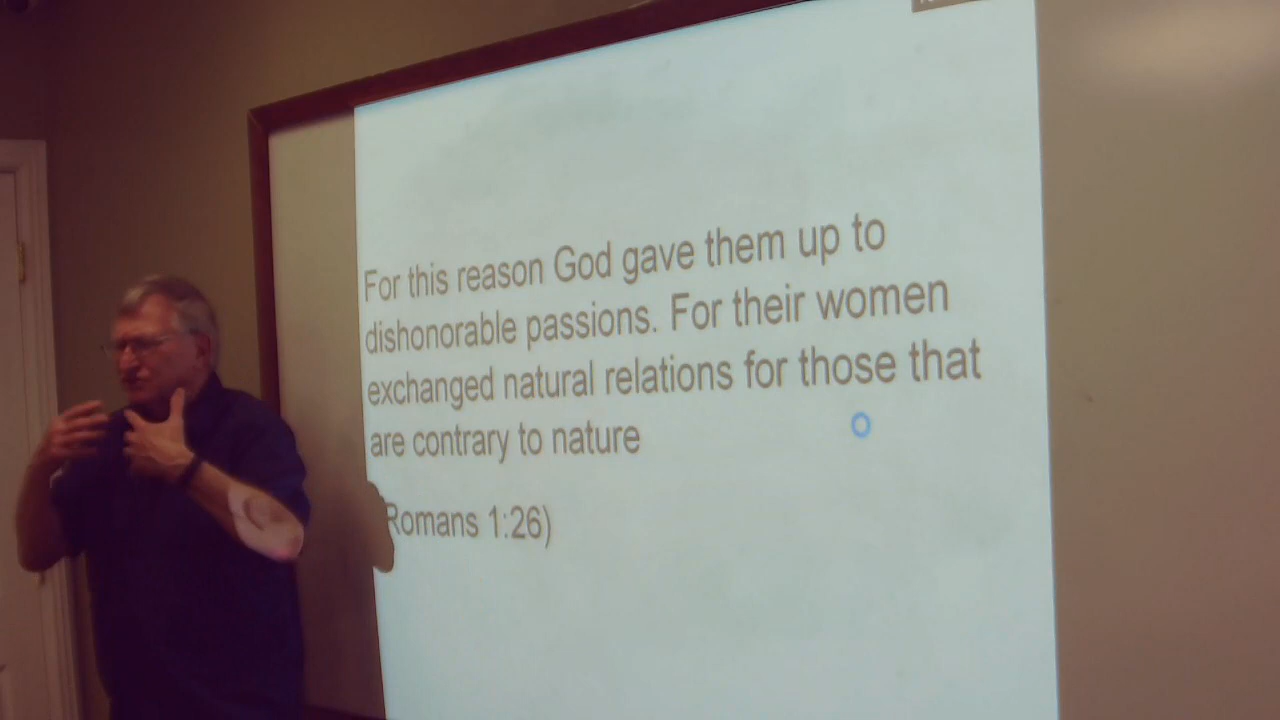 For this reason God gave them up to
dishonorable passions. For their women
exchanged natural relations for those that
are contrary to nature
Romans 1:26)